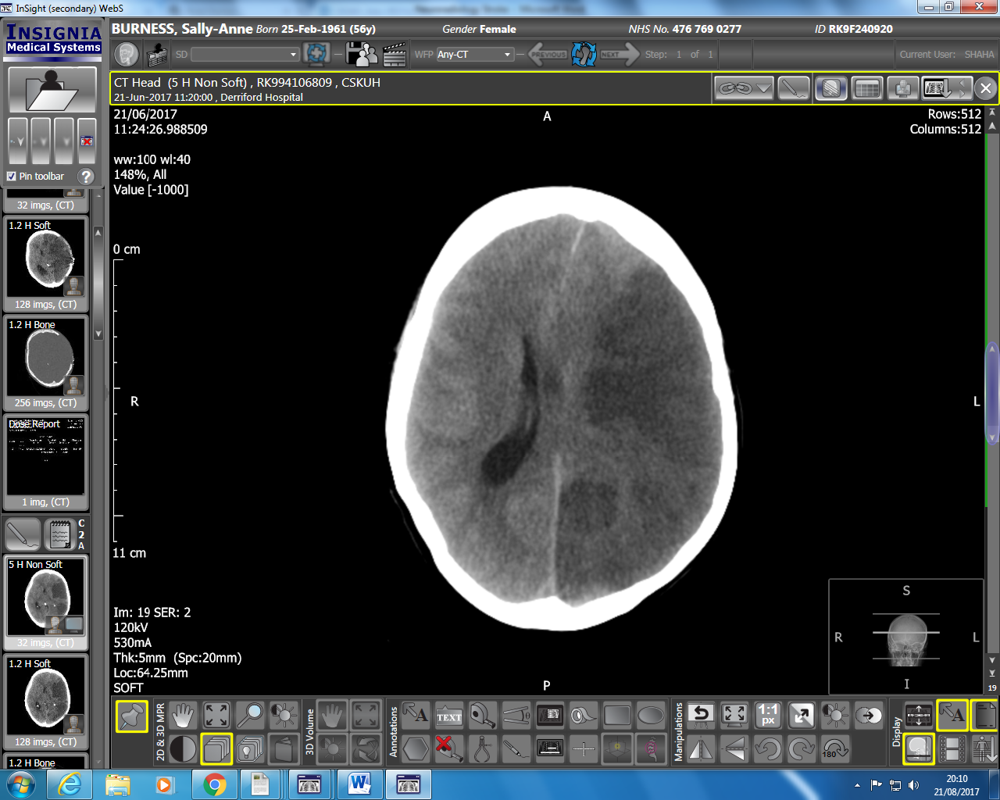 InSight (secondary) WebS
INSIGNIA
Medical Systems
BURNESS, Sally-Anne Born 25-Feb-1961 (56y) Gender Female NHS No. 476 769 0277 ID RK9F240920
SD WFP Any-CT PREVIOUS NEXT Step: 1 of 1 Current User: SHAHA
CT Head (5 H Non Soft) , RK994106809 , CSKUH
21-Jun-2017 11:20:00 , Derriford Hospital
Pin toolbar ?
32 imgs, (CT)
1.2 H Soft
128 imgs, (CT)
1.2 H Bone
256 imgs, (CT)
Dose Report
1 img, (CT)
C
2
A
5 H Non Soft
32 imgs, (CT)
1.2 H Soft
128 imgs, (CT)
1.2 H Bone
21/06/2017
11:24:26.988509
ww:100 wl:40
148%, All
Value [-1000]
A
Rows:512
Columns:512
0 cm
R
L
11 cm
Im: 19 SER: 2
120kV
530mA
Thk:5mm (Spc:20mm)
Loc:64.25mm
SOFT
P
S
R
L
I
19
2D & 3D MPR
3D Volume
Annotations
A
TEXT
Manipulations
1:1
px
180
Display
A
20:10
21/08/2017